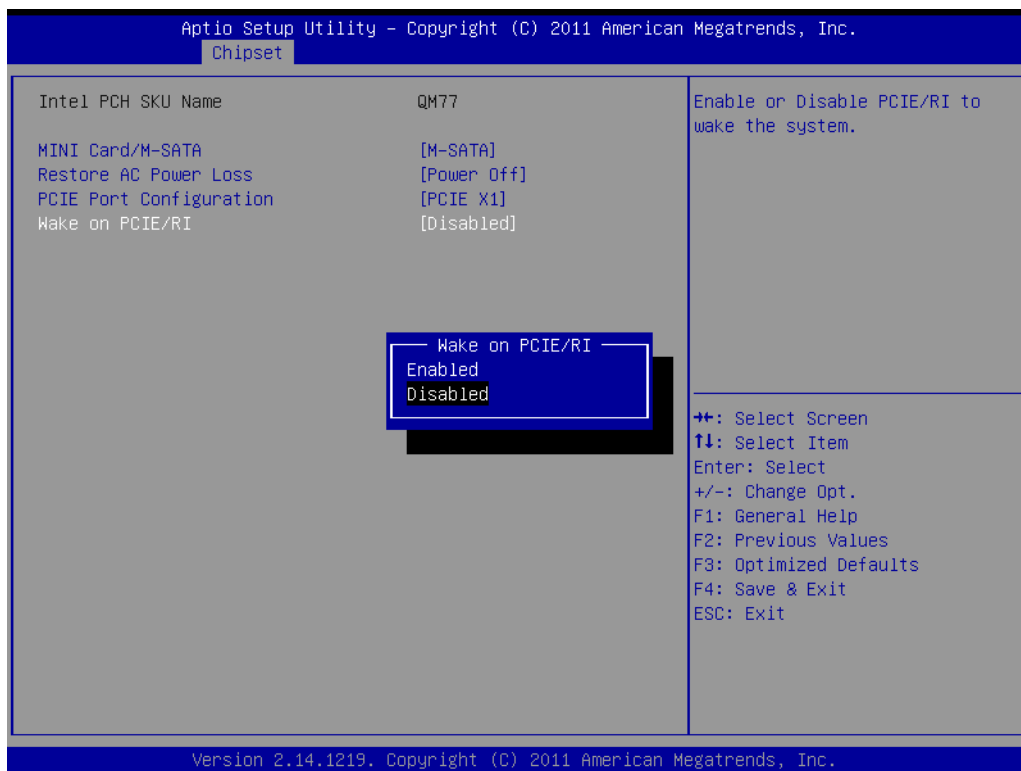 Aptio Setup Utility – Copyright (C) 2011 American Megatrends, Inc.
Chipset
Intel PCH SKU Name QM77
MINI Card/M-SATA [M-SATA]
Restore AC Power Loss [Power Off]
PCIE Port Configuration [PCIE X1]
Wake on PCIE/RI [Disabled]
Wake on PCIE/RI
Enabled
Disabled
Enable or Disable PCIE/RI to
wake the system.
→←: Select Screen
↑↓: Select Item
Enter: Select
+/-: Change Opt.
F1: General Help
F2: Previous Values
F3: Optimized Defaults
F4: Save & Exit
ESC: Exit
Version 2.14.1219. Copyright (C) 2011 American Megatrends, Inc.